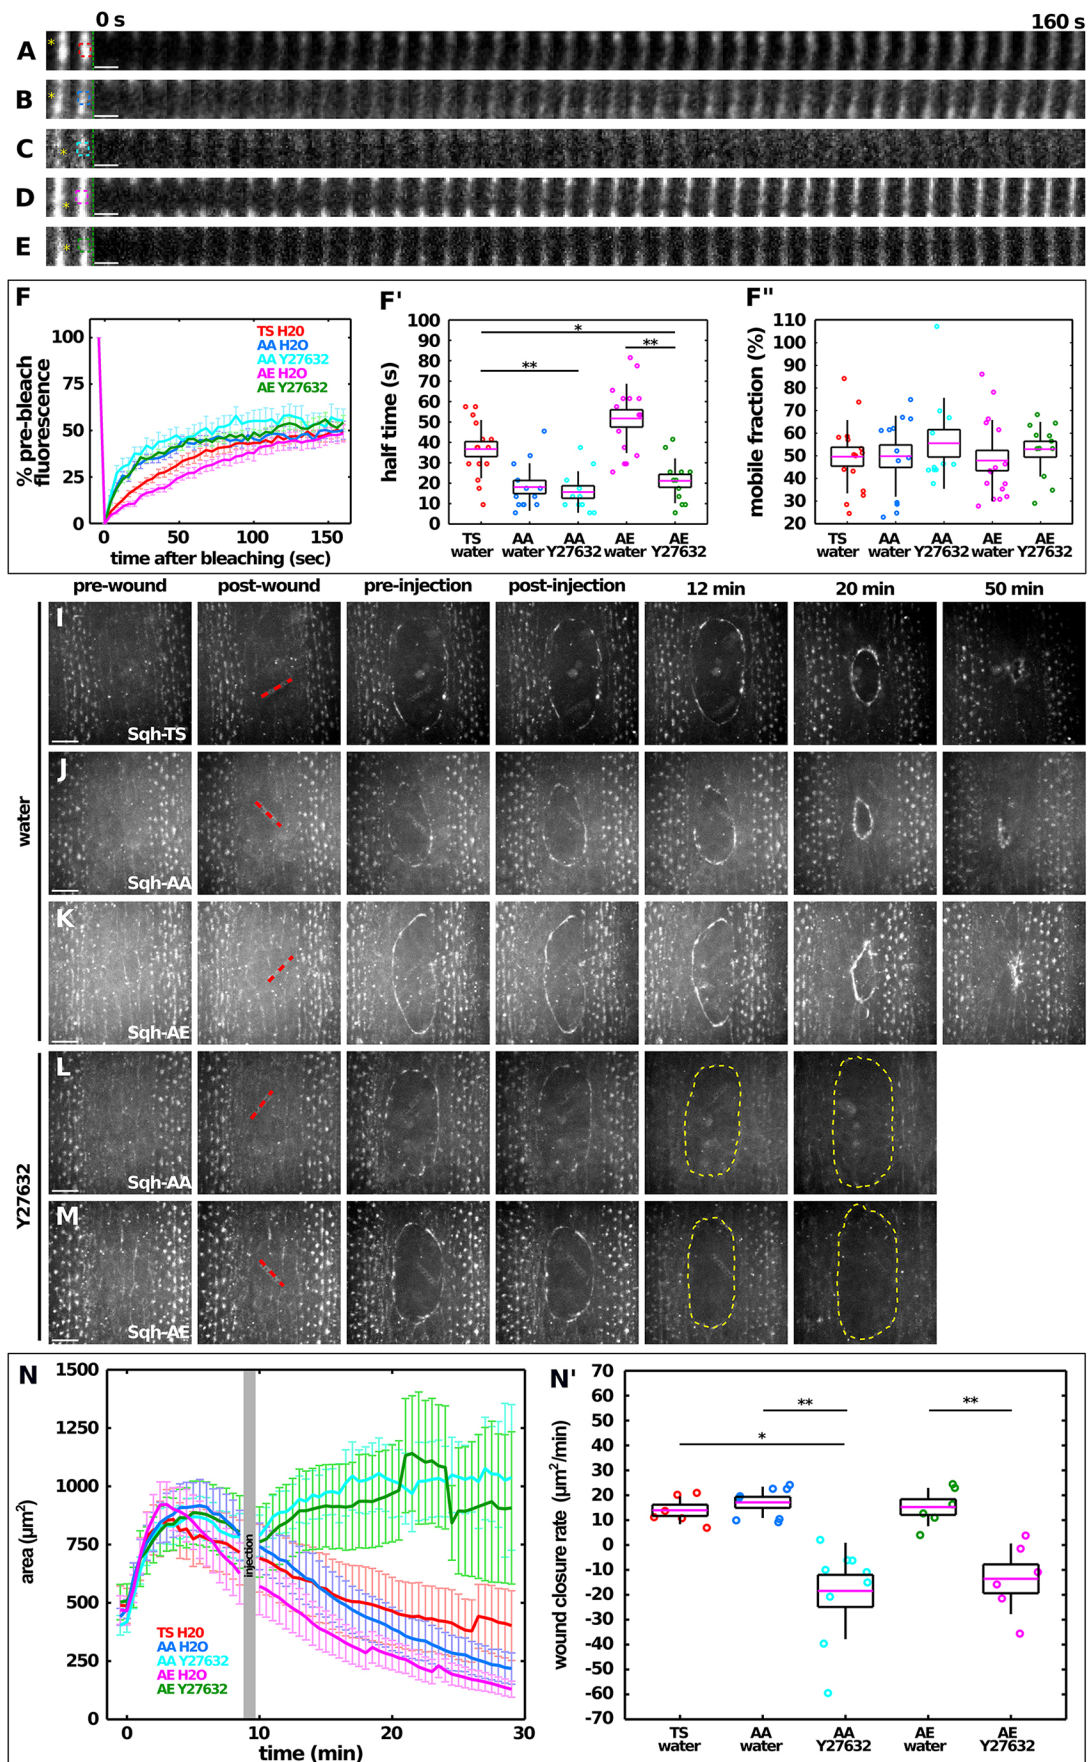 0 s
160 s
A
B
C
D
E
F
100
75
50
25
0
% pre-bleach
fluorescence
0
50
100
150
time after bleaching (sec)
TS H20
AA H2O
AA Y27632
AE H2O
AE Y27632
F'
100
90
80
70
60
50
40
30
20
10
0
half time (s)
*
**
**
TS
water
AA
water
AA
Y27632
AE
water
AE
Y27632
F"
110
100
90
80
70
60
50
40
30
20
mobile fraction (%)
TS
water
AA
water
AA
Y27632
AE
water
AE
Y27632
pre-wound
post-wound
pre-injection
post-injection
12 min
20 min
50 min
water
I
Sqh-TS
J
Sqh-AA
K
Sqh-AE
Y27632
L
Sqh-AA
M
Sqh-AE
N
1500
1250
1000
750
500
250
0
area (µm²)
injection
TS H20
AA H2O
AA Y27632
AE H2O
AE Y27632
0
10
20
30
time (min)
N'
70
60
50
40
30
20
10
0
-10
-20
-30
-40
-50
-60
-70
wound closure rate (µm²/min)
**
*
**
TS
water
AA
water
AA
Y27632
AE
water
AE
Y27632